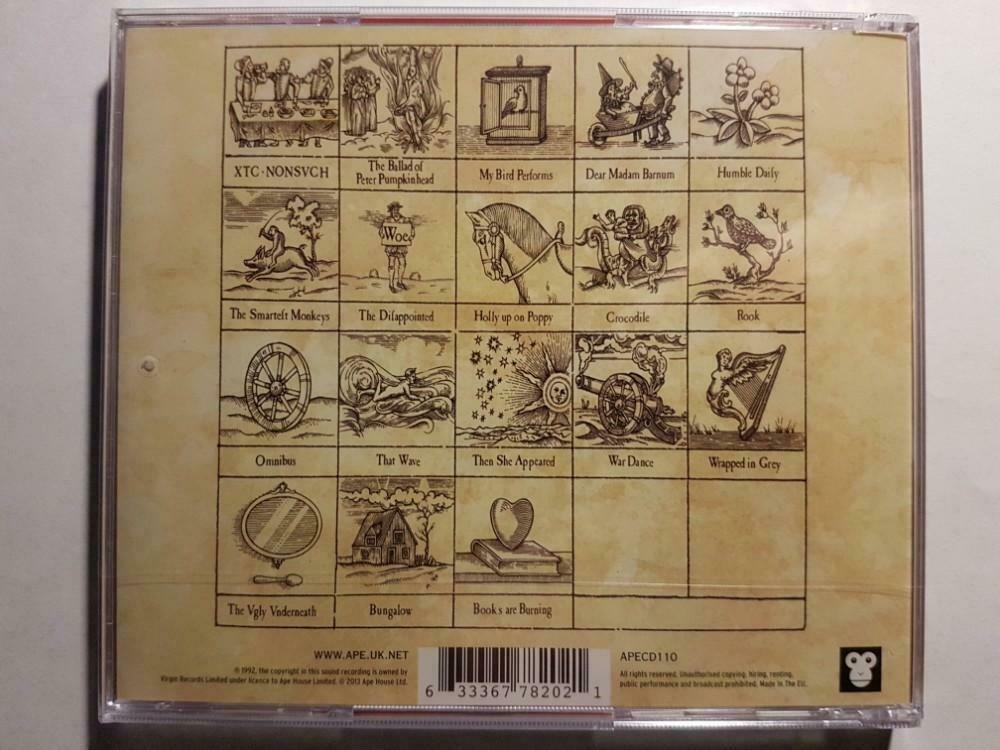 XTC·NONSVCH
The Ballad of
Peter Pumpkinhead
My Bird Performs
Dear Madam Barnum
Humble Daiſy
The Smarteſt Monkeys
Woe.
The Diſappointed
Holly up on Poppy
Crocodile
Rook
Omnibus
That Wave
Then She Appeared
War Dance
Wrapped in Grey
The Vgly Vnderneath
Bungalow
Books are Burning
WWW.APE.UK.NET
℗ 1992, the copyright in this sound recording is owned by
Virgin Records Limited under licence to Ape House Limited. © 2013 Ape House Ltd.
6 33367 78202 1
APECD110
All rights reserved. Unauthorised copying, hiring, renting,
public performance and broadcast prohibited. Made in The EU.